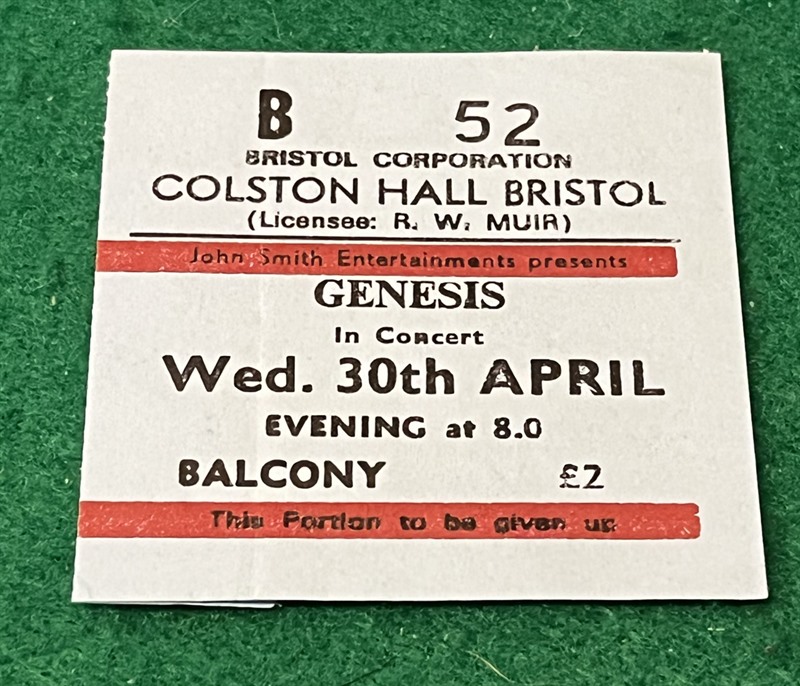 B 52
BRISTOL CORPORATION
COLSTON HALL BRISTOL
(Licensee: R. W. MUIR)
John Smith Entertainments presents
GENESIS
In Concert
Wed. 30th APRIL
EVENING at 8.0
BALCONY £2
This Portion to be given up